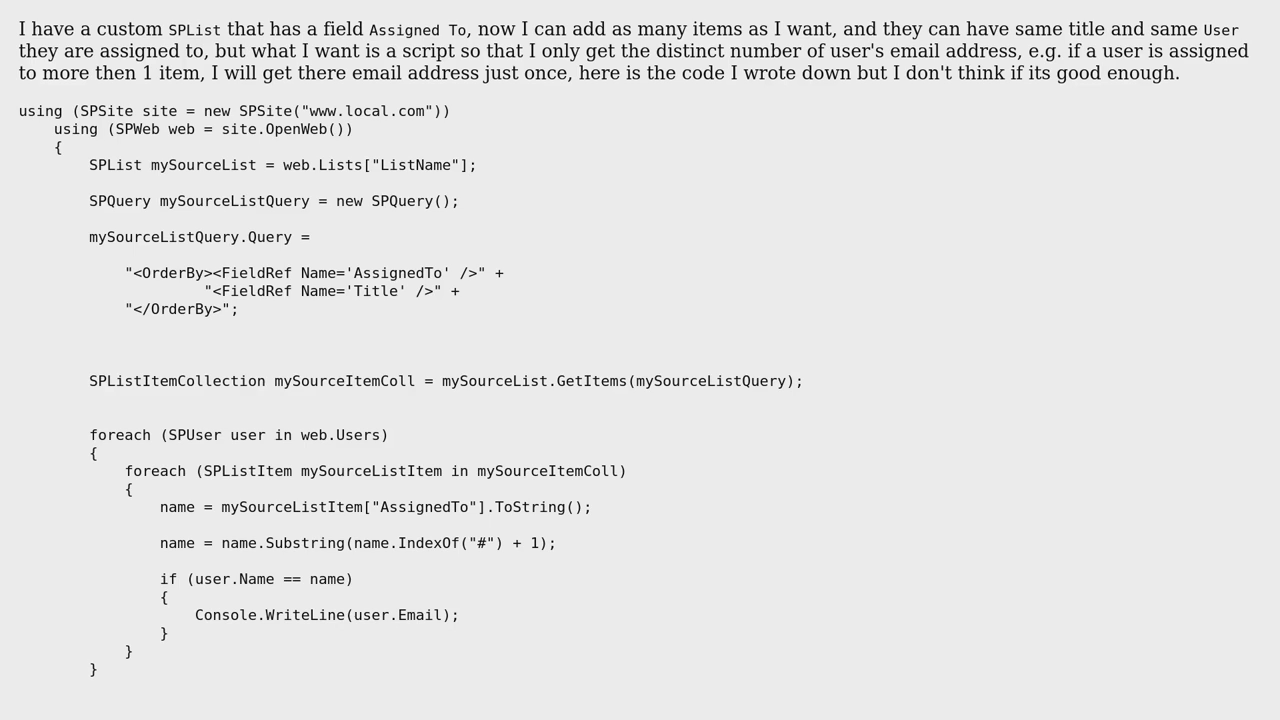 I have a custom SPList that has a field Assigned To, now I can add as many items as I want, and they can have same title and same User
they are assigned to, but what I want is a script so that I only get the distinct number of user's email address, e.g. if a user is assigned
to more then 1 item, I will get there email address just once, here is the code I wrote down but I don't think if its good enough.
using (SPSite site = new SPSite("www.local.com"))
    using (SPWeb web = site.OpenWeb())
    {
        SPList mySourceList = web.Lists["ListName"];
        SPQuery mySourceListQuery = new SPQuery();
        mySourceListQuery.Query =
            "<OrderBy><FieldRef Name='AssignedTo' />" +
                     "<FieldRef Name='Title' />" +
            "</OrderBy>";
        SPListItemCollection mySourceItemColl = mySourceList.GetItems(mySourceListQuery);
        foreach (SPUser user in web.Users)
        {
            foreach (SPListItem mySourceListItem in mySourceItemColl)
            {
                name = mySourceListItem["AssignedTo"].ToString();
                name = name.Substring(name.IndexOf("#") + 1);
                if (user.Name == name)
                {
                    Console.WriteLine(user.Email);
                }
            }
        }